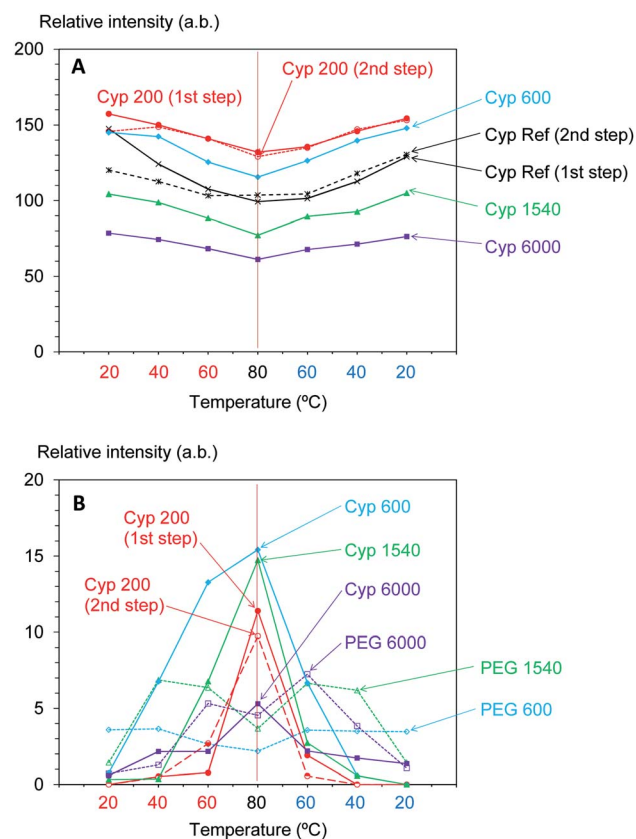 Relative intensity (a.b.)
200
A
Cyp 200 (2nd step)
Cyp 200 (1st step)
Cyp 600
150
Cyp Ref (2nd step)
Cyp Ref (1st step)
100
Cyp 1540
Cyp 6000
50
0
20 40 60 80 60 40 20
Temperature (ºC)
Relative intensity (a.b.)
20
B
Cyp 600
Cyp 200
(1st step)
15
Cyp 1540
Cyp 200
(2nd step)
Cyp 6000
10
PEG 6000
PEG 1540
PEG 600
5
0
20 40 60 80 60 40 20
Temperature (ºC)